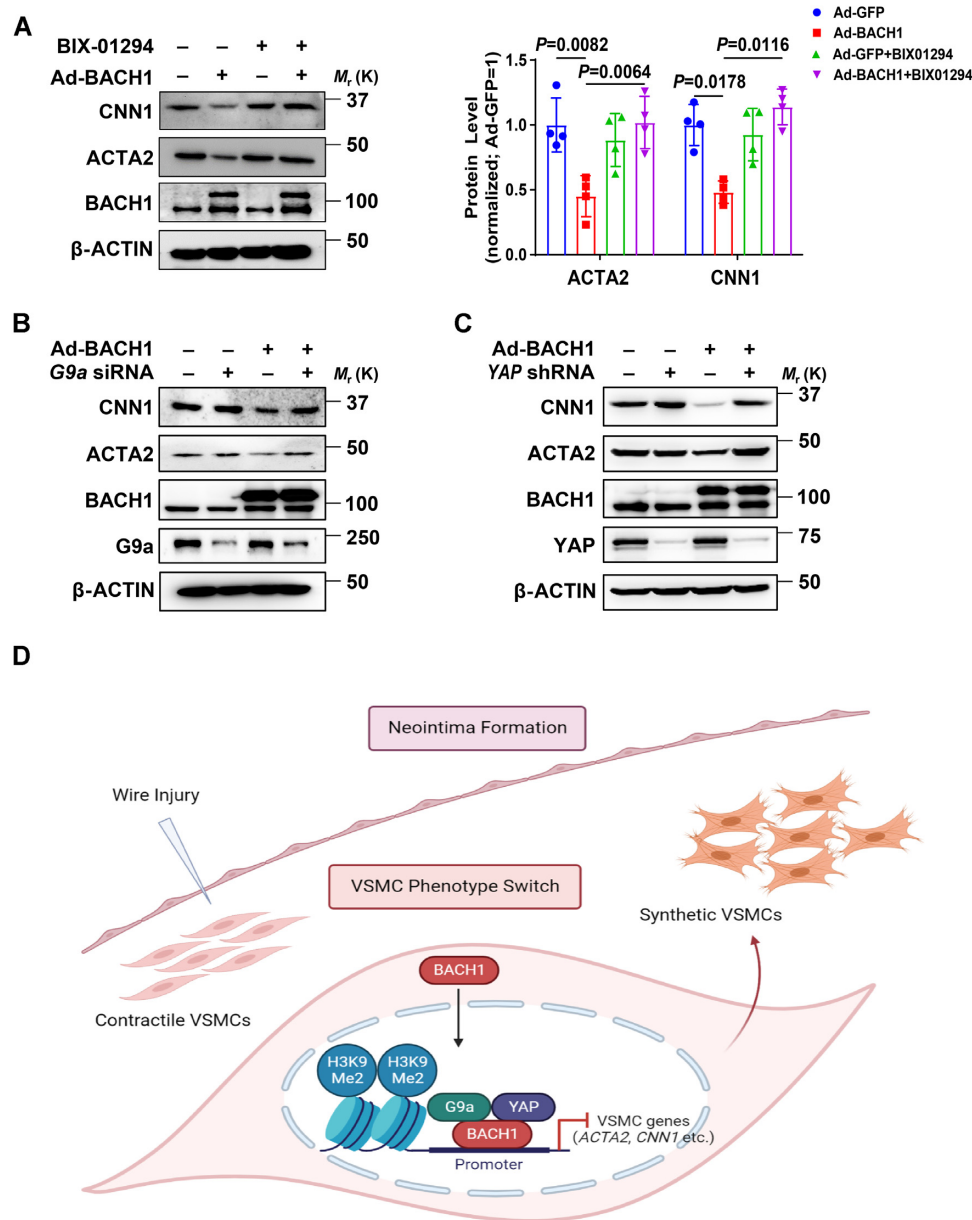 A
BIX-01294 – – + +
Ad-BACH1 – + – + Mr (K)
CNN1 37
ACTA2 50
BACH1 100
β-ACTIN 50
Protein Level
(normalized; Ad-GFP=1)
1.5
1.0
0.5
0.0
P=0.0082
P=0.0064
P=0.0178
P=0.0116
ACTA2 CNN1
Ad-GFP
Ad-BACH1
Ad-GFP+BIX01294
Ad-BACH1+BIX01294
B
Ad-BACH1 – – + +
G9a siRNA – + – + Mr (K)
CNN1 37
ACTA2 50
BACH1 100
G9a 250
β-ACTIN 50
C
Ad-BACH1 – – + +
YAP shRNA – + – + Mr (K)
CNN1 37
ACTA2 50
BACH1 100
YAP 75
β-ACTIN 50
D
Neointima Formation
Wire Injury
VSMC Phenotype Switch
Synthetic VSMCs
Contractile VSMCs
BACH1
H3K9
Me2
H3K9
Me2
G9a YAP
BACH1
Promoter
VSMC genes
(ACTA2, CNN1 etc.)